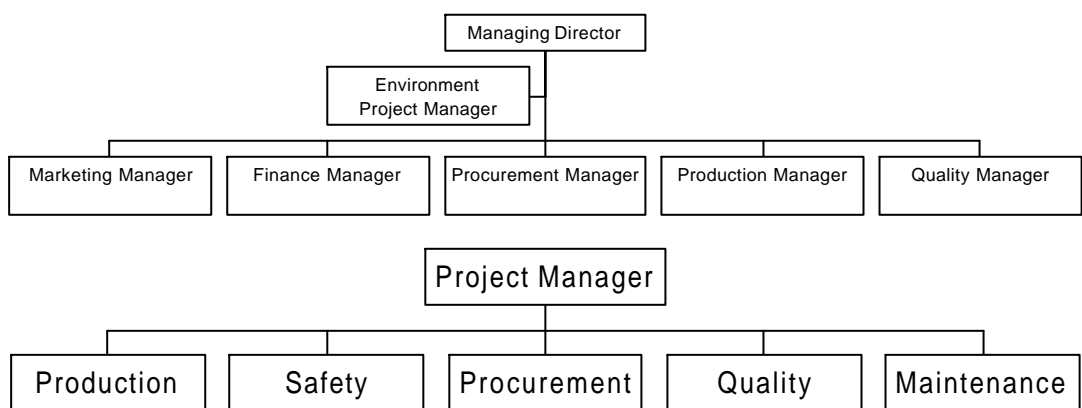 Managing Director
Environment
Project Manager
Marketing Manager
Finance Manager
Procurement Manager
Production Manager
Quality Manager
Project Manager
Production
Safety
Procurement
Quality
Maintenance